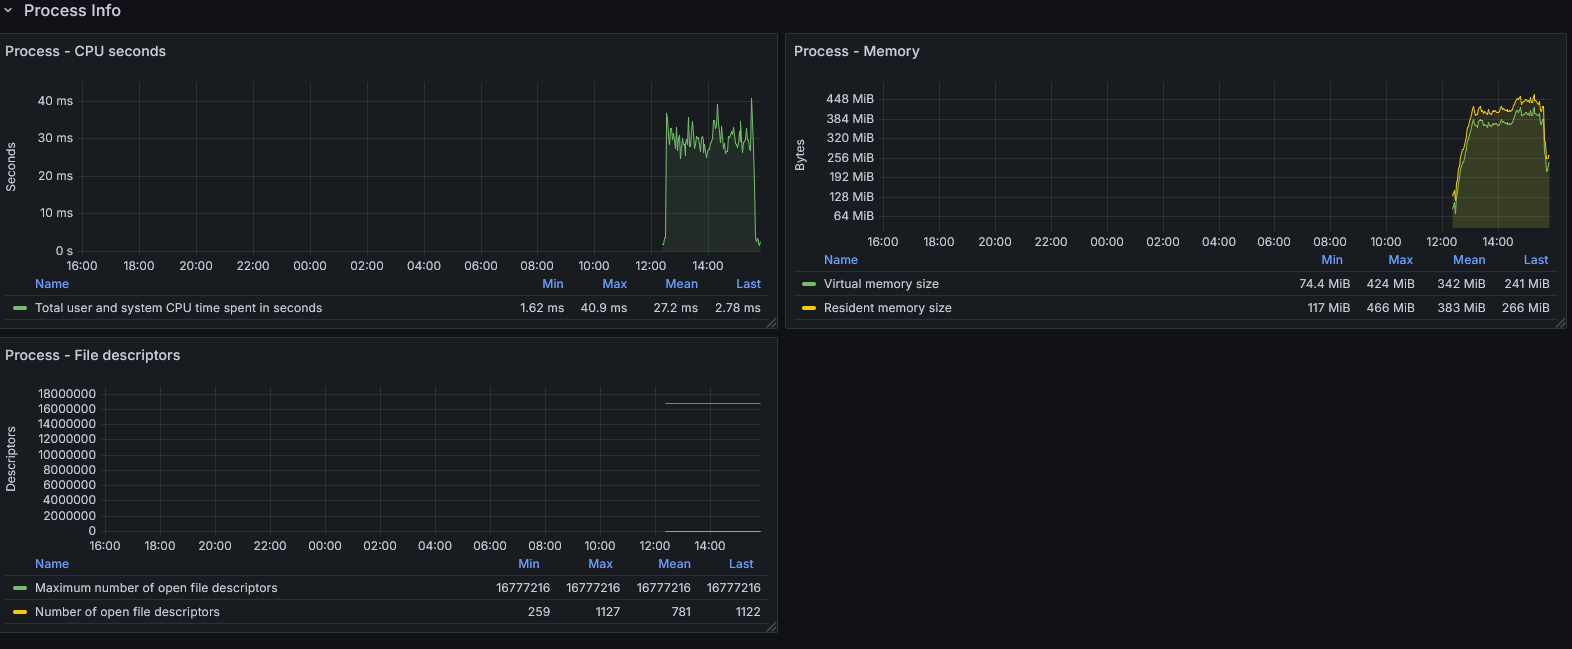 Process Info
Process - CPU seconds
Seconds
40 ms
30 ms
20 ms
10 ms
0 s
16:00 18:00 20:00 22:00 00:00 02:00 04:00 06:00 08:00 10:00 12:00 14:00
Name Min Max Mean Last
Total user and system CPU time spent in seconds 1.62 ms 40.9 ms 27.2 ms 2.78 ms
Process - Memory
Bytes
448 MiB
384 MiB
320 MiB
256 MiB
192 MiB
128 MiB
64 MiB
16:00 18:00 20:00 22:00 00:00 02:00 04:00 06:00 08:00 10:00 12:00 14:00
Name Min Max Mean Last
Virtual memory size 74.4 MiB 424 MiB 342 MiB 241 MiB
Resident memory size 117 MiB 466 MiB 383 MiB 266 MiB
Process - File descriptors
Descriptors
18000000
16000000
14000000
12000000
10000000
8000000
6000000
4000000
2000000
0
16:00 18:00 20:00 22:00 00:00 02:00 04:00 06:00 08:00 10:00 12:00 14:00
Name Min Max Mean Last
Maximum number of open file descriptors 16777216 16777216 16777216 16777216
Number of open file descriptors 259 1127 781 1122